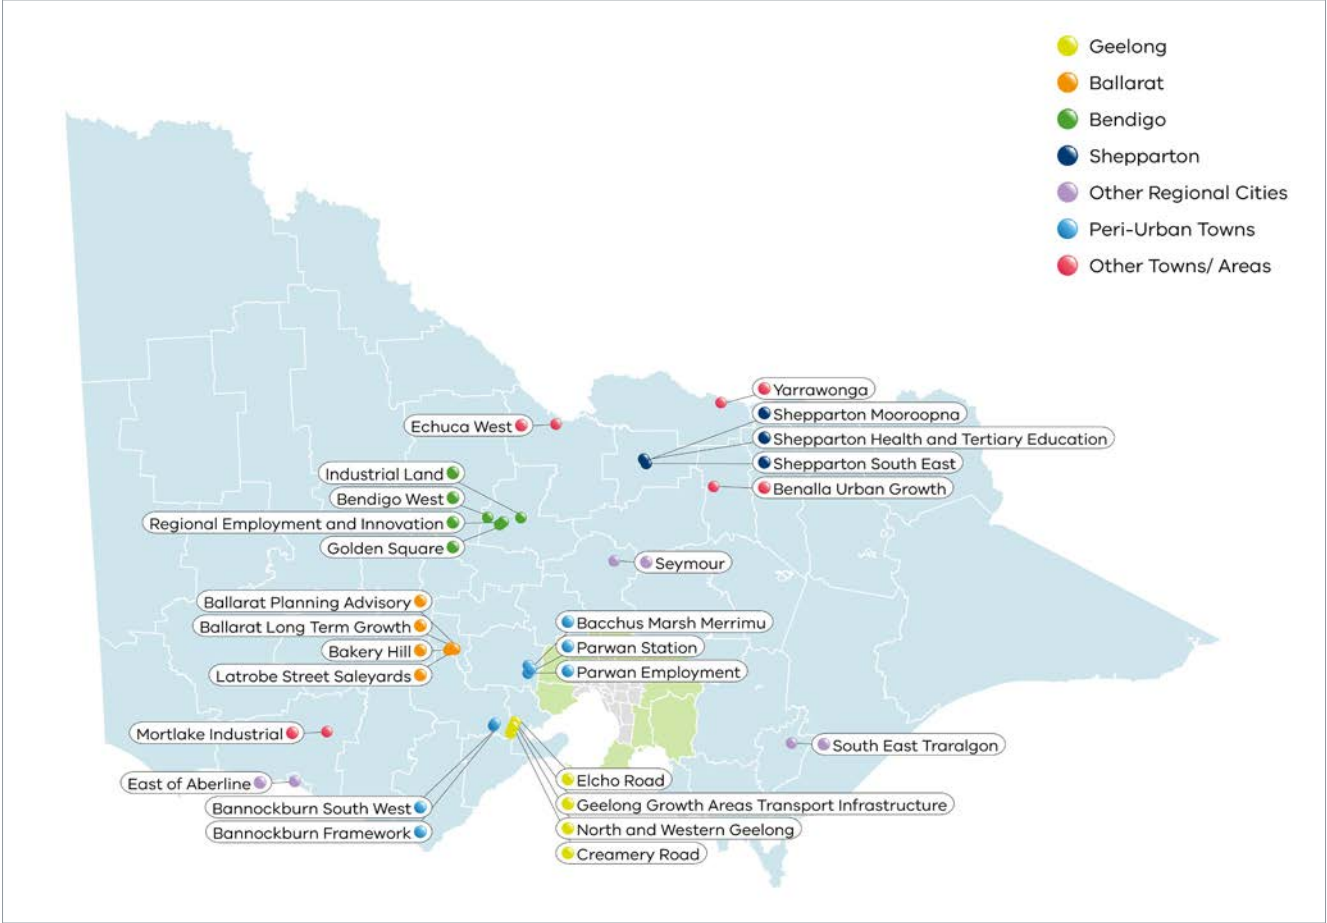 Geelong
Ballarat
Bendigo
Shepparton
Other Regional Cities
Peri-Urban Towns
Other Towns/ Areas
Yarrawonga
Shepparton Mooroopna
Echuca West
Shepparton Health and Tertiary Education
Shepparton South East
Industrial Land
Benalla Urban Growth
Bendigo West
Regional Employment and Innovation
Golden Square
Seymour
Ballarat Planning Advisory
Ballarat Long Term Growth
Bakery Hill
Latrobe Street Saleyards
Bacchus Marsh Merrimu
Parwan Station
Parwan Employment
Mortlake Industrial
South East Traralgon
East of Aberline
Bannockburn South West
Bannockburn Framework
Elcho Road
Geelong Growth Areas Transport Infrastructure
North and Western Geelong
Creamery Road